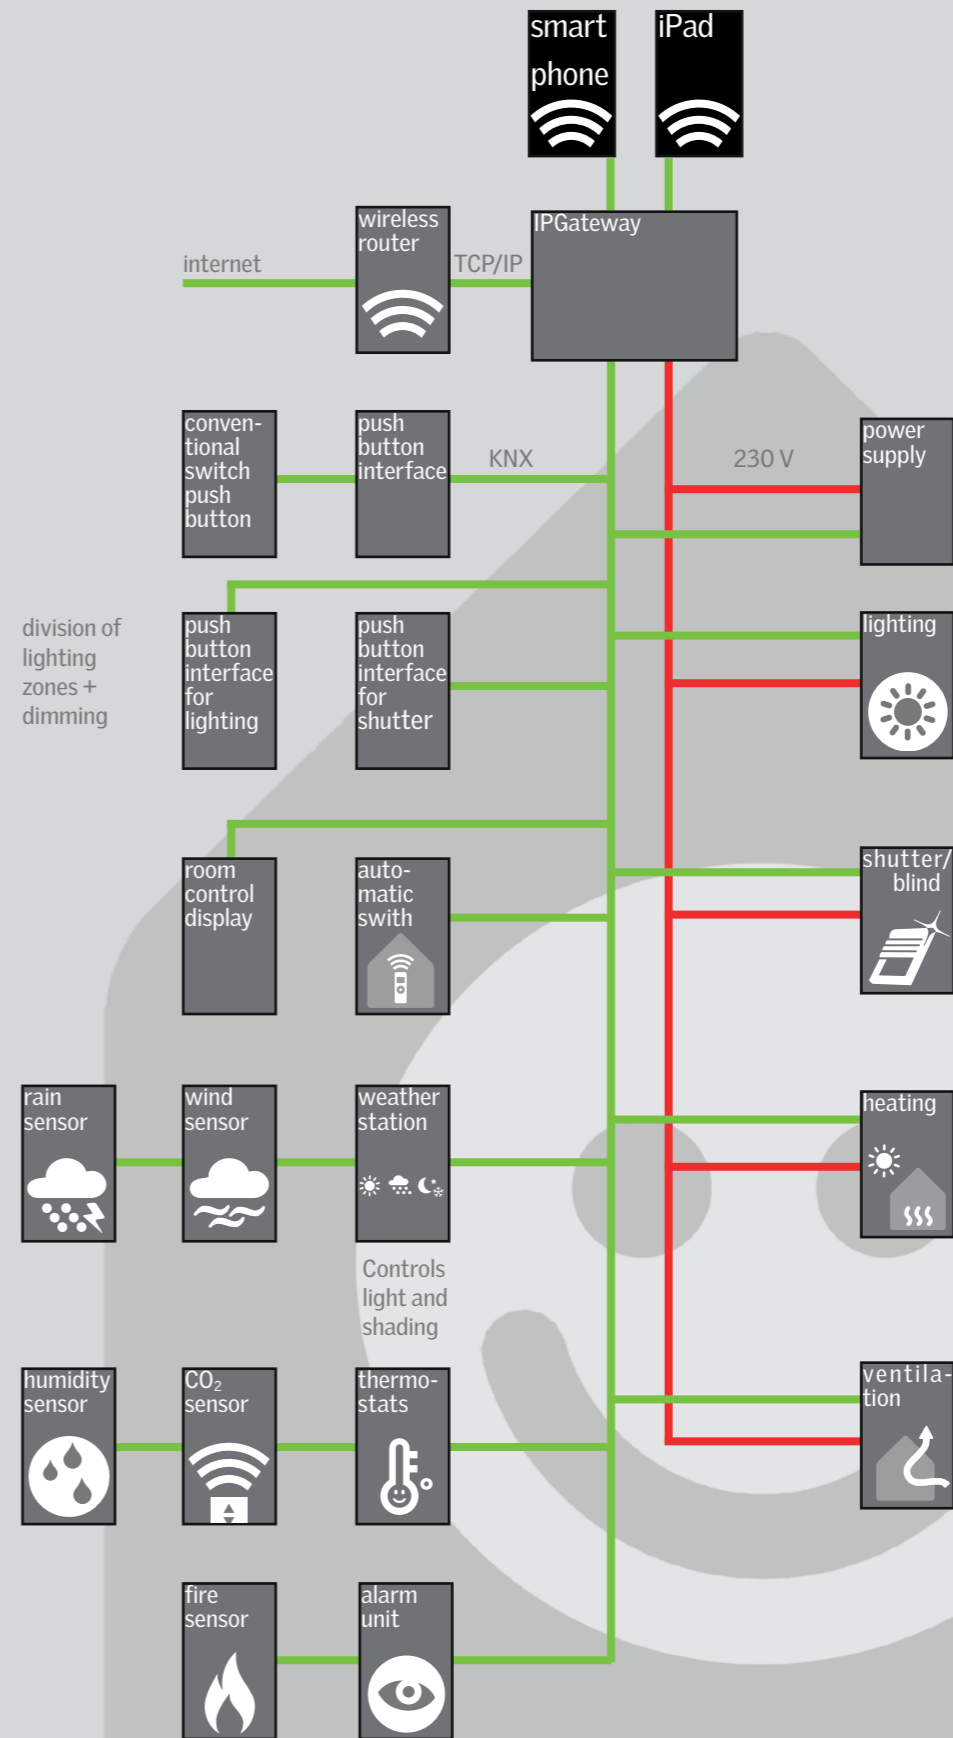 smart
phone
iPad
wireless
router
IPGateway
internet
TCP/IP
conven-
tional
switch
push
button
push
button
interface
KNX
230 V
power
supply
division of
lighting
zones +
dimming
push
button
interface
for
lighting
push
button
interface
for
shutter
lighting
room
control
display
auto-
matic
swith
shutter/
blind
rain
sensor
wind
sensor
weather
station
heating
Controls
light and
shading
humidity
sensor
CO₂
sensor
thermo-
stats
ventila-
tion
fire
sensor
alarm
unit